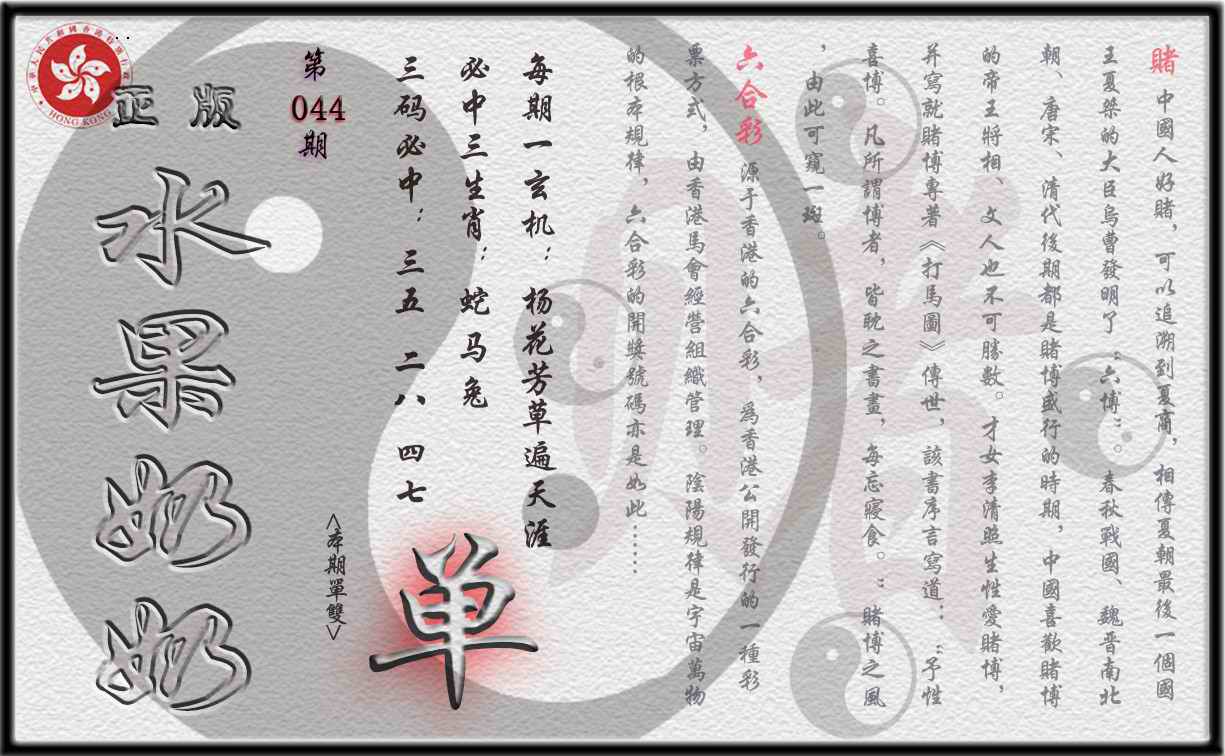 賭 中國人好賭，可以追溯到夏商，相傳夏朝最後一個國
王夏桀的大臣烏曹發明了“六博”。春秋戰國、魏晋南北
朝、唐宋、清代後期都是賭博盛行的時期，中國喜歡賭博
的帝王將相、文人也不可勝數。才女李清照生性愛賭博，
并寫就賭博專著《打馬圖》傳世，該書序言寫道：“予性
喜博。凡所謂博者，皆耽之書畫，每忘寢食。”賭博之風
，由此可窺一斑。
六合彩 源于香港的六合彩，爲香港公開發行的一種彩
票方式，由香港馬會經營組織管理。陰陽規律是宇宙萬物
的根本規律，六合彩的開獎號碼亦是如此……
每期一玄机：杨花芳草遍天涯
必中三生肖：蛇马兔
三码必中：三五 二八 四七
单
<本期單雙>
第
044
期
正版
水果奶奶
HONG KONG